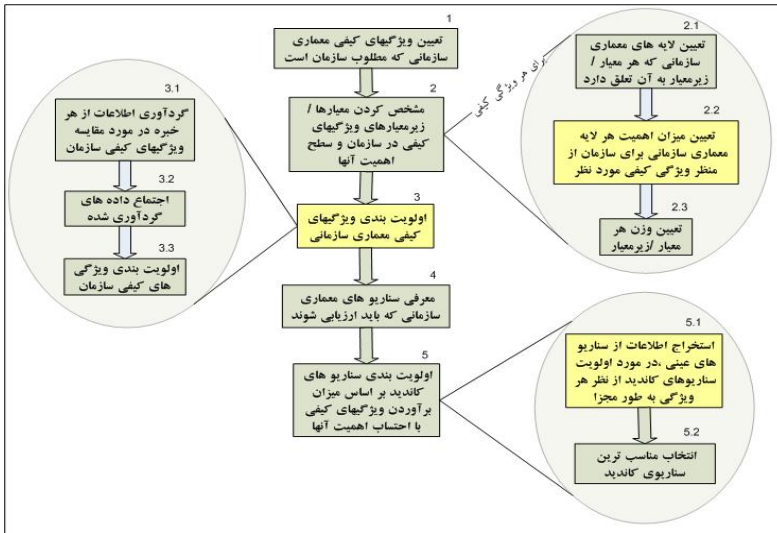 1
تعیین ویژگیهای کیفی معماری
سازمانی که مطلوب سازمان است
2
مشخص کردن معیارها /
زیرمعیارهای ویژگیهای
کیفی در سازمان و سطح
اهمیت آنها
برای هر ویژگی کیفی
2.1
تعیین لایه های معماری
سازمانی که هر معیار /
زیرمعیار به آن تعلق دارد
2.2
تعیین میزان اهمیت هر لایه
معماری سازمانی برای سازمان از
منظر ویژگی کیفی مورد نظر
2.3
تعیین وزن هر
معیار /زیرمعیار
3
اولویت بندی ویژگیهای
کیفی معماری سازمانی
3.1
گردآوری اطلاعات از هر
خبره در مورد مقایسه
ویژگیهای کیفی سازمان
3.2
اجتماع داده های
گردآوری شده
3.3
اولویت بندی ویژگی
های کیفی سازمان
4
معرفی سناریو های معماری
سازمانی که باید ارزیابی شوند
5
اولویت بندی سناریو های
کاندید بر اساس میزان
برآوردن ویژگیهای کیفی
با احتساب اهمیت آنها
5.1
استخراج اطلاعات از سناریو
های عینی ،در مورد اولویت
سناریوهای کاندید از نظر هر
ویژگی به طور مجزا
5.2
انتخاب مناسب ترین
سناریوی کاندید